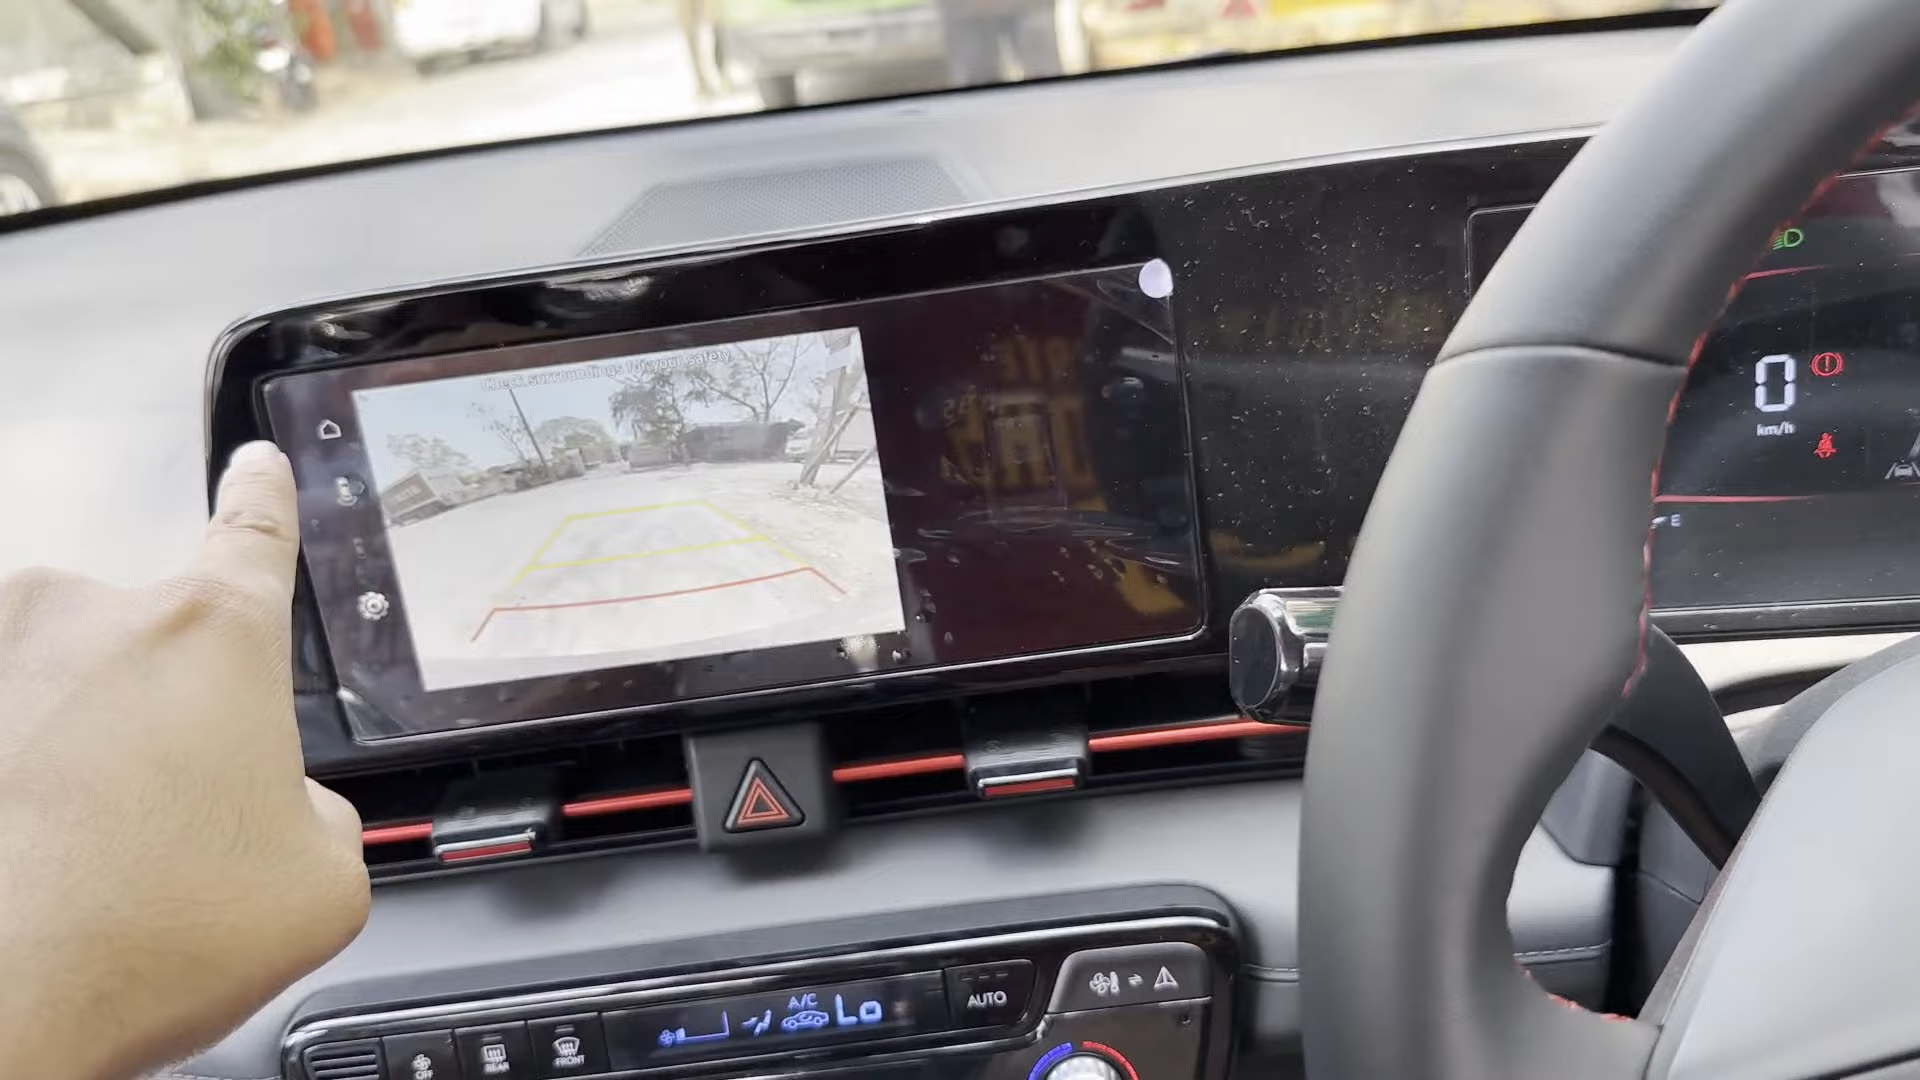 Check surroundings for your safety
0
km/h
E
A/C
Lo
AUTO
OFF
REAR
FRONT